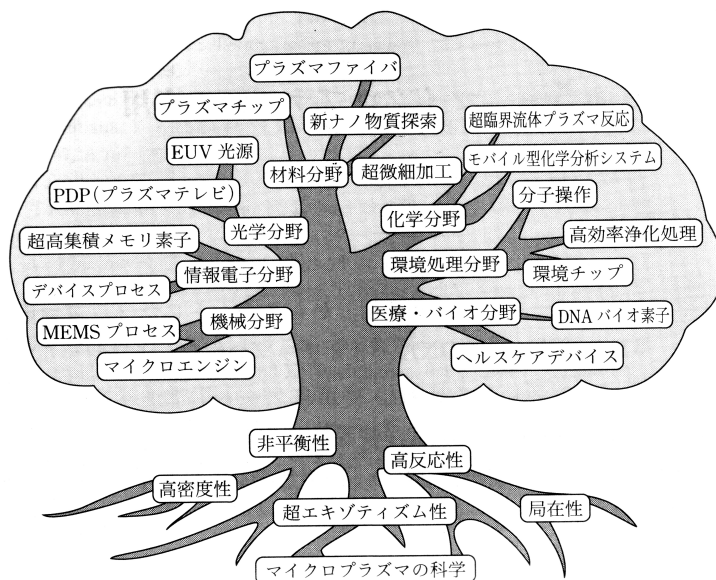 プラズマファイバ
プラズマチップ
新ナノ物質探索
超臨界流体プラズマ反応
EUV 光源
材料分野
超微細加工
モバイル型化学分析システム
PDP(プラズマテレビ)
分子操作
光学分野
化学分野
高効率浄化処理
超高集積メモリ素子
情報電子分野
環境処理分野
環境チップ
デバイスプロセス
機械分野
医療・バイオ分野
DNA バイオ素子
MEMS プロセス
マイクロエンジン
ヘルスケアデバイス
非平衡性
高反応性
高密度性
超エキゾティズム性
局在性
マイクロプラズマの科学